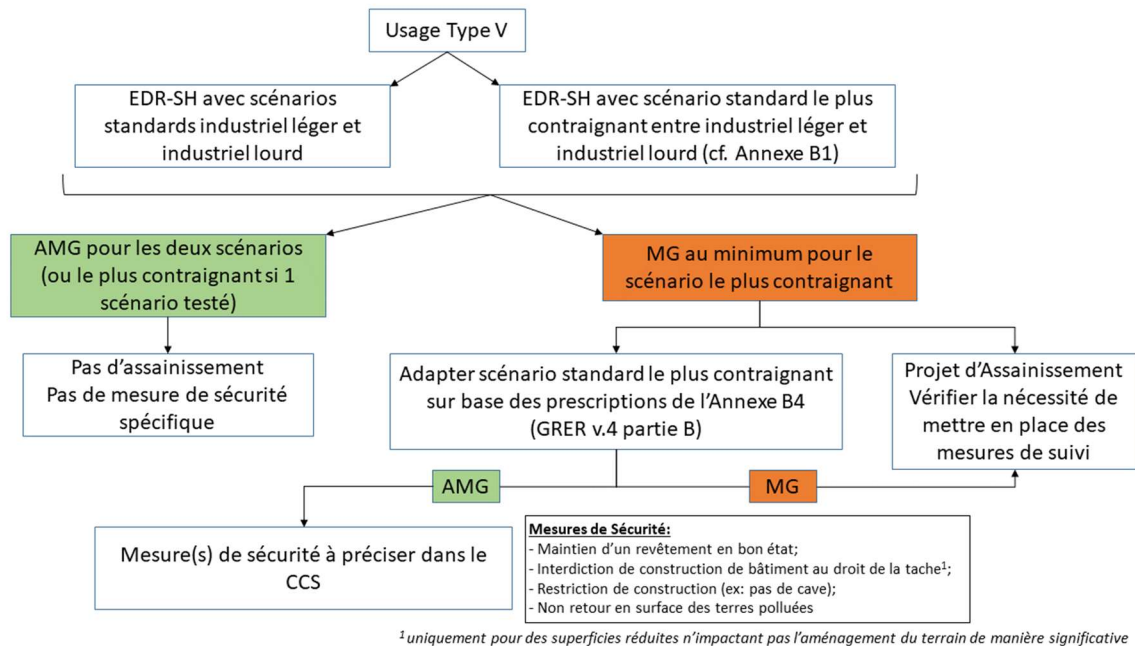 Usage Type V
EDR-SH avec scénarios
standards industriel léger et
industriel lourd
EDR-SH avec scénario standard le plus
contraignant entre industriel léger et
industriel lourd (cf. Annexe B1)
AMG pour les deux scénarios
(ou le plus contraignant si 1
scénario testé)
MG au minimum pour le
scénario le plus contraignant
Pas d'assainissement
Pas de mesure de sécurité
spécifique
Adapter scénario standard le plus contraignant
sur base des prescriptions de l'Annexe B4
(GRER v.4 partie B)
Projet d'Assainissement
Vérifier la nécessité de
mettre en place des
mesures de suivi
AMG
MG
Mesure(s) de sécurité à préciser dans le
CCS
Mesures de Sécurité:
- Maintien d'un revêtement en bon état;
- Interdiction de construction de bâtiment au droit de la tache¹;
- Restriction de construction (ex: pas de cave);
- Non retour en surface des terres polluées
¹ uniquement pour des superficies réduites n'impactant pas l'aménagement du terrain de manière significative